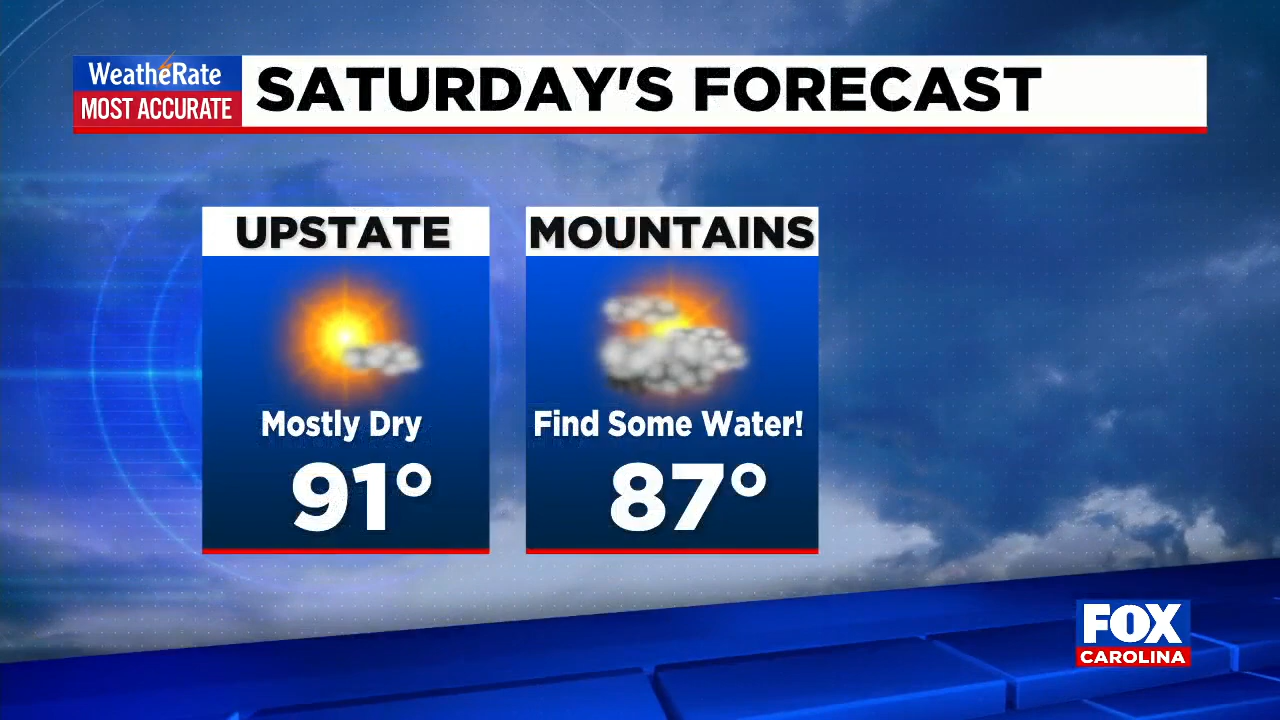 WeatheRate
MOST ACCURATE
SATURDAY'S FORECAST
UPSTATE
Mostly Dry
91°
MOUNTAINS
Find Some Water!
87°
FOX
CAROLINA